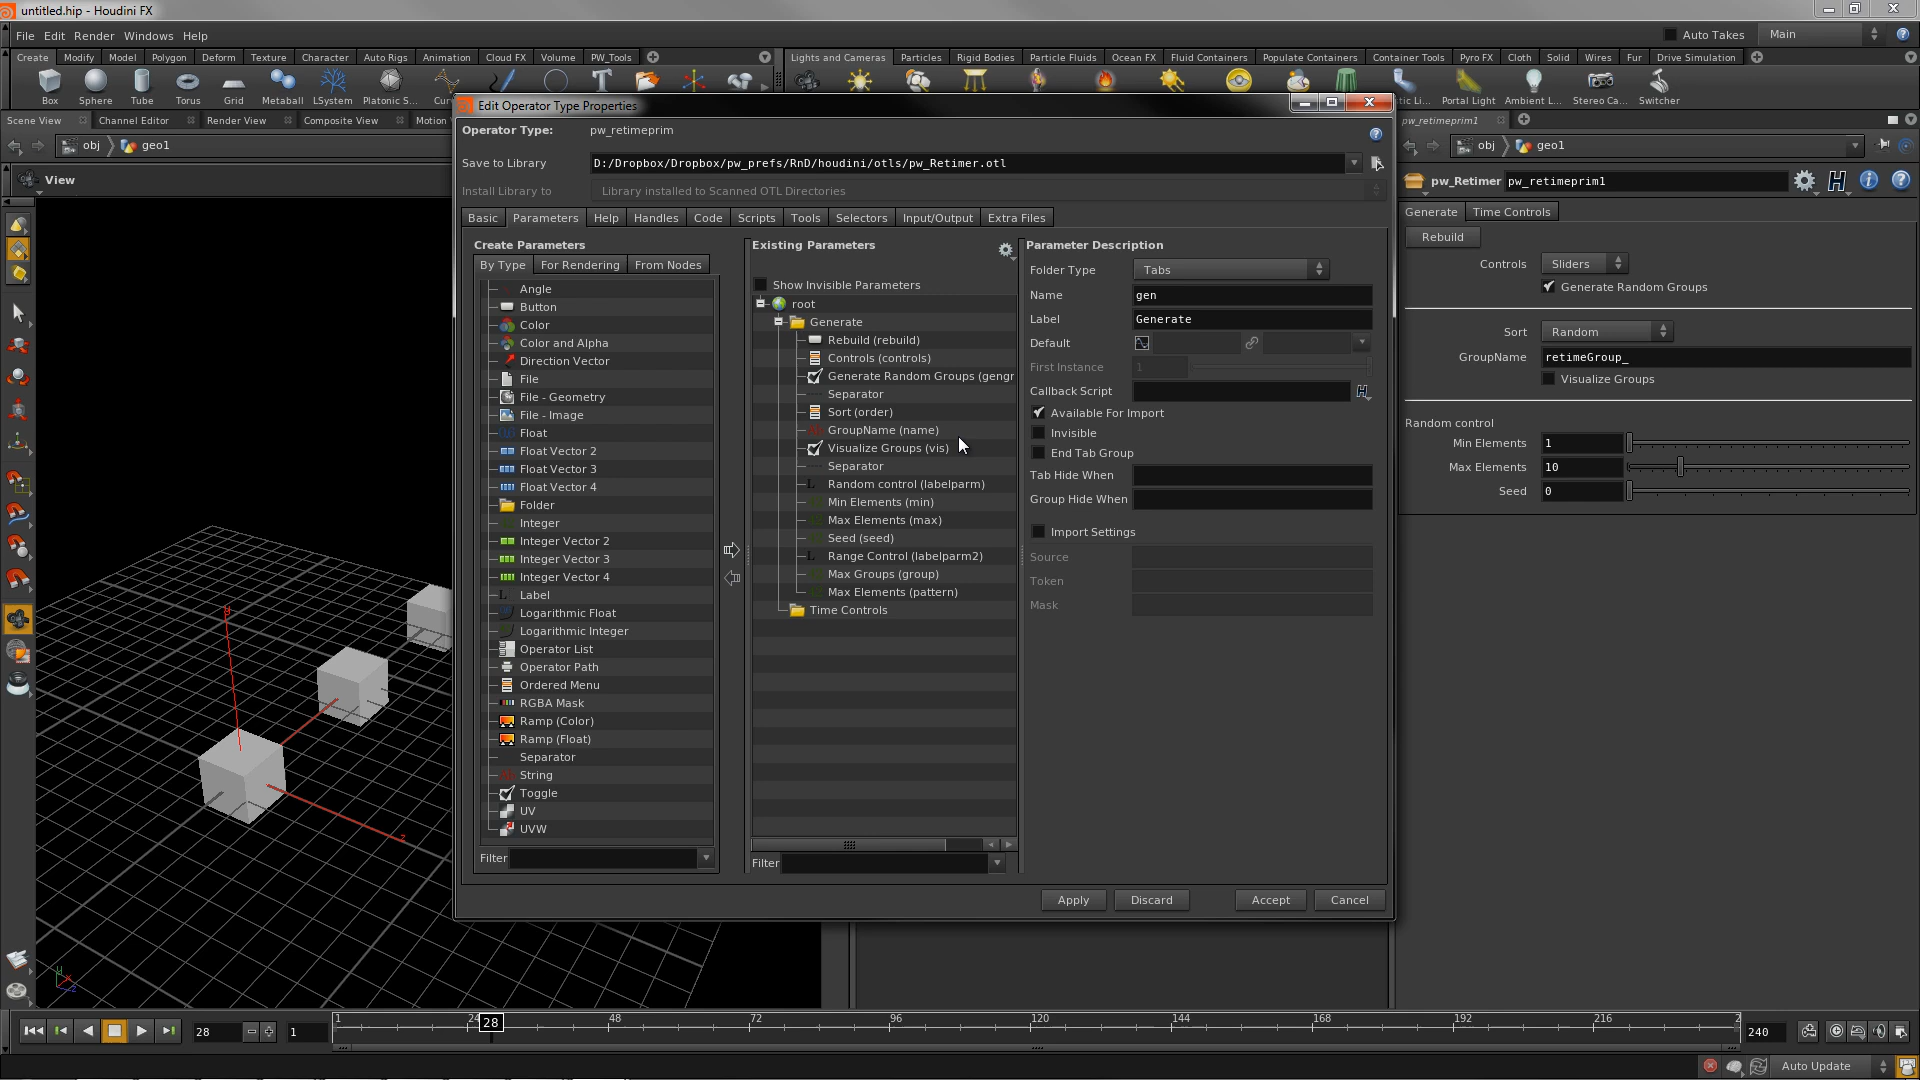 untitled.hip - Houdini FX
File Edit Render Windows Help
Auto Takes Main
Create Modify Model Polygon Deform Texture Character Auto Rigs Animation Cloud FX Volume PW_Tools
Lights and Cameras Particles Rigid Bodies Particle Fluids Ocean FX Fluid Containers Populate Containers Container Tools Pyro FX Cloth Solid Wires Fur Drive Simulation
Box Sphere Tube Torus Grid Metaball LSystem Platonic S... Portal Light Ambient L... Stereo Ca... Switcher
Scene View Channel Editor Render View Composite View Motion
pw_retimeprim1
obj geo1
obj geo1
View
pw_Retimer pw_retimeprim1
Generate Time Controls
Rebuild
Controls Sliders
Generate Random Groups
Sort Random
GroupName retimeGroup_
Visualize Groups
Random control
Min Elements 1
Max Elements 10
Seed 0
Edit Operator Type Properties
Operator Type: pw_retimeprim
Save to Library D:/Dropbox/Dropbox/pw_prefs/RnD/houdini/otls/pw_Retimer.otl
Install Library to Library installed to Scanned OTL Directories
Basic Parameters Help Handles Code Scripts Tools Selectors Input/Output Extra Files
Create Parameters
By Type For Rendering From Nodes
Angle
Button
Color
Color and Alpha
Direction Vector
File
File - Geometry
File - Image
Float
Float Vector 2
Float Vector 3
Float Vector 4
Folder
Integer
Integer Vector 2
Integer Vector 3
Integer Vector 4
Label
Logarithmic Float
Logarithmic Integer
Operator List
Operator Path
Ordered Menu
RGBA Mask
Ramp (Color)
Ramp (Float)
Separator
String
Toggle
UV
UVW
Filter
Existing Parameters
Show Invisible Parameters
root
Generate
Rebuild (rebuild)
Controls (controls)
Generate Random Groups (gengr
Separator
Sort (order)
GroupName (name)
Visualize Groups (vis)
Separator
Random control (labelparm)
Min Elements (min)
Max Elements (max)
Seed (seed)
Range Control (labelparm2)
Max Groups (group)
Max Elements (pattern)
Time Controls
Filter
Parameter Description
Folder Type Tabs
Name gen
Label Generate
Default
First Instance 1
Callback Script
Available For Import
Invisible
End Tab Group
Tab Hide When
Group Hide When
Import Settings
Source
Token
Mask
Apply Discard Accept Cancel
28 1
1 24 28 48 72 96 120 144 168 192 216 2
240
Auto Update